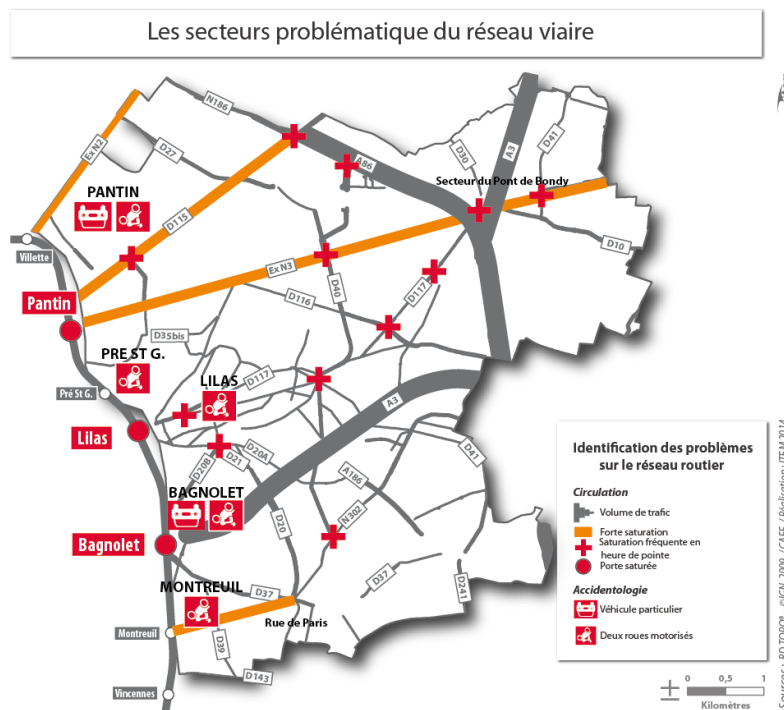 Les secteurs problématique du réseau viaire
N186
Ex N2
D27
A86
D30
A3
D41
PANTIN
Secteur du Pont de Bondy
D115
D10
Villette
Ex N3
D40
D117
Pantin
D116
D35bis
PRE ST G.
LILAS
D117
Pré St G.
A3
Lilas
D20A
D41
D21
D20B
A186
BAGNOLET
N302
D20
Bagnolet
D37
D37
D241
MONTREUIL
Rue de Paris
Montreuil
D39
D143
Vincennes
Identification des problèmes
sur le réseau routier
Circulation
Volume de trafic
Forte saturation
Saturation fréquente en
heure de pointe
Porte saturée
Accidentologie
Véhicule particulier
Deux roues motorisés
0 0,5 1
Kilomètres